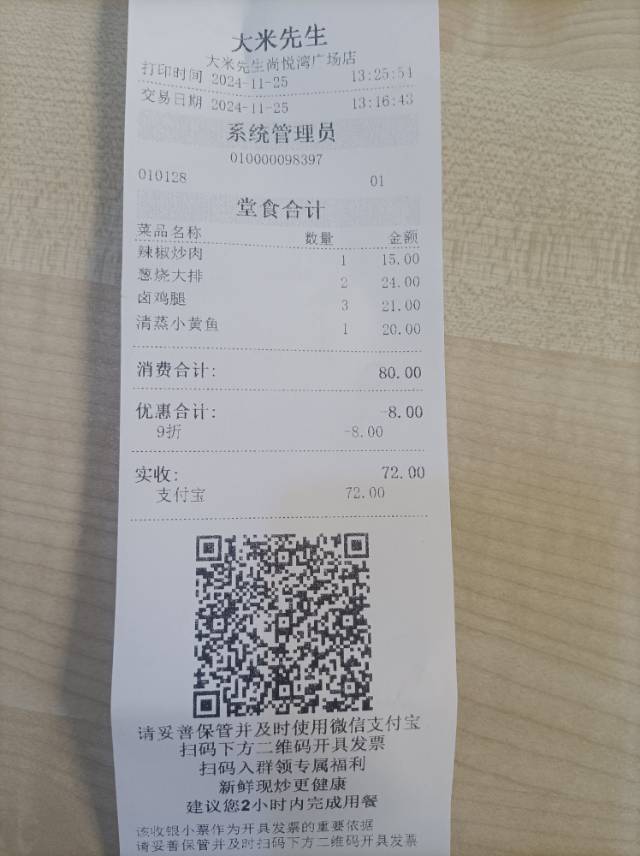 大米先生
大米先生尚悦湾广场店
打印时间 2024-11-25 13:25:54
交易日期 2024-11-25 13:16:43
系统管理员
010000098397
010128 01
堂食合计
菜品名称 数量 金额
辣椒炒肉 1 15.00
葱烧大排 2 24.00
卤鸡腿 3 21.00
清蒸小黄鱼 1 20.00
消费合计: 80.00
优惠合计: -8.00
9折 -8.00
实收: 72.00
支付宝 72.00
请妥善保管并及时使用微信支付宝
扫码下方二维码开具发票
扫码入群领专属福利
新鲜现炒更健康
建议您2小时内完成用餐
该收银小票作为开具发票的重要依据
请妥善保管并及时扫码下方二维码开具发票